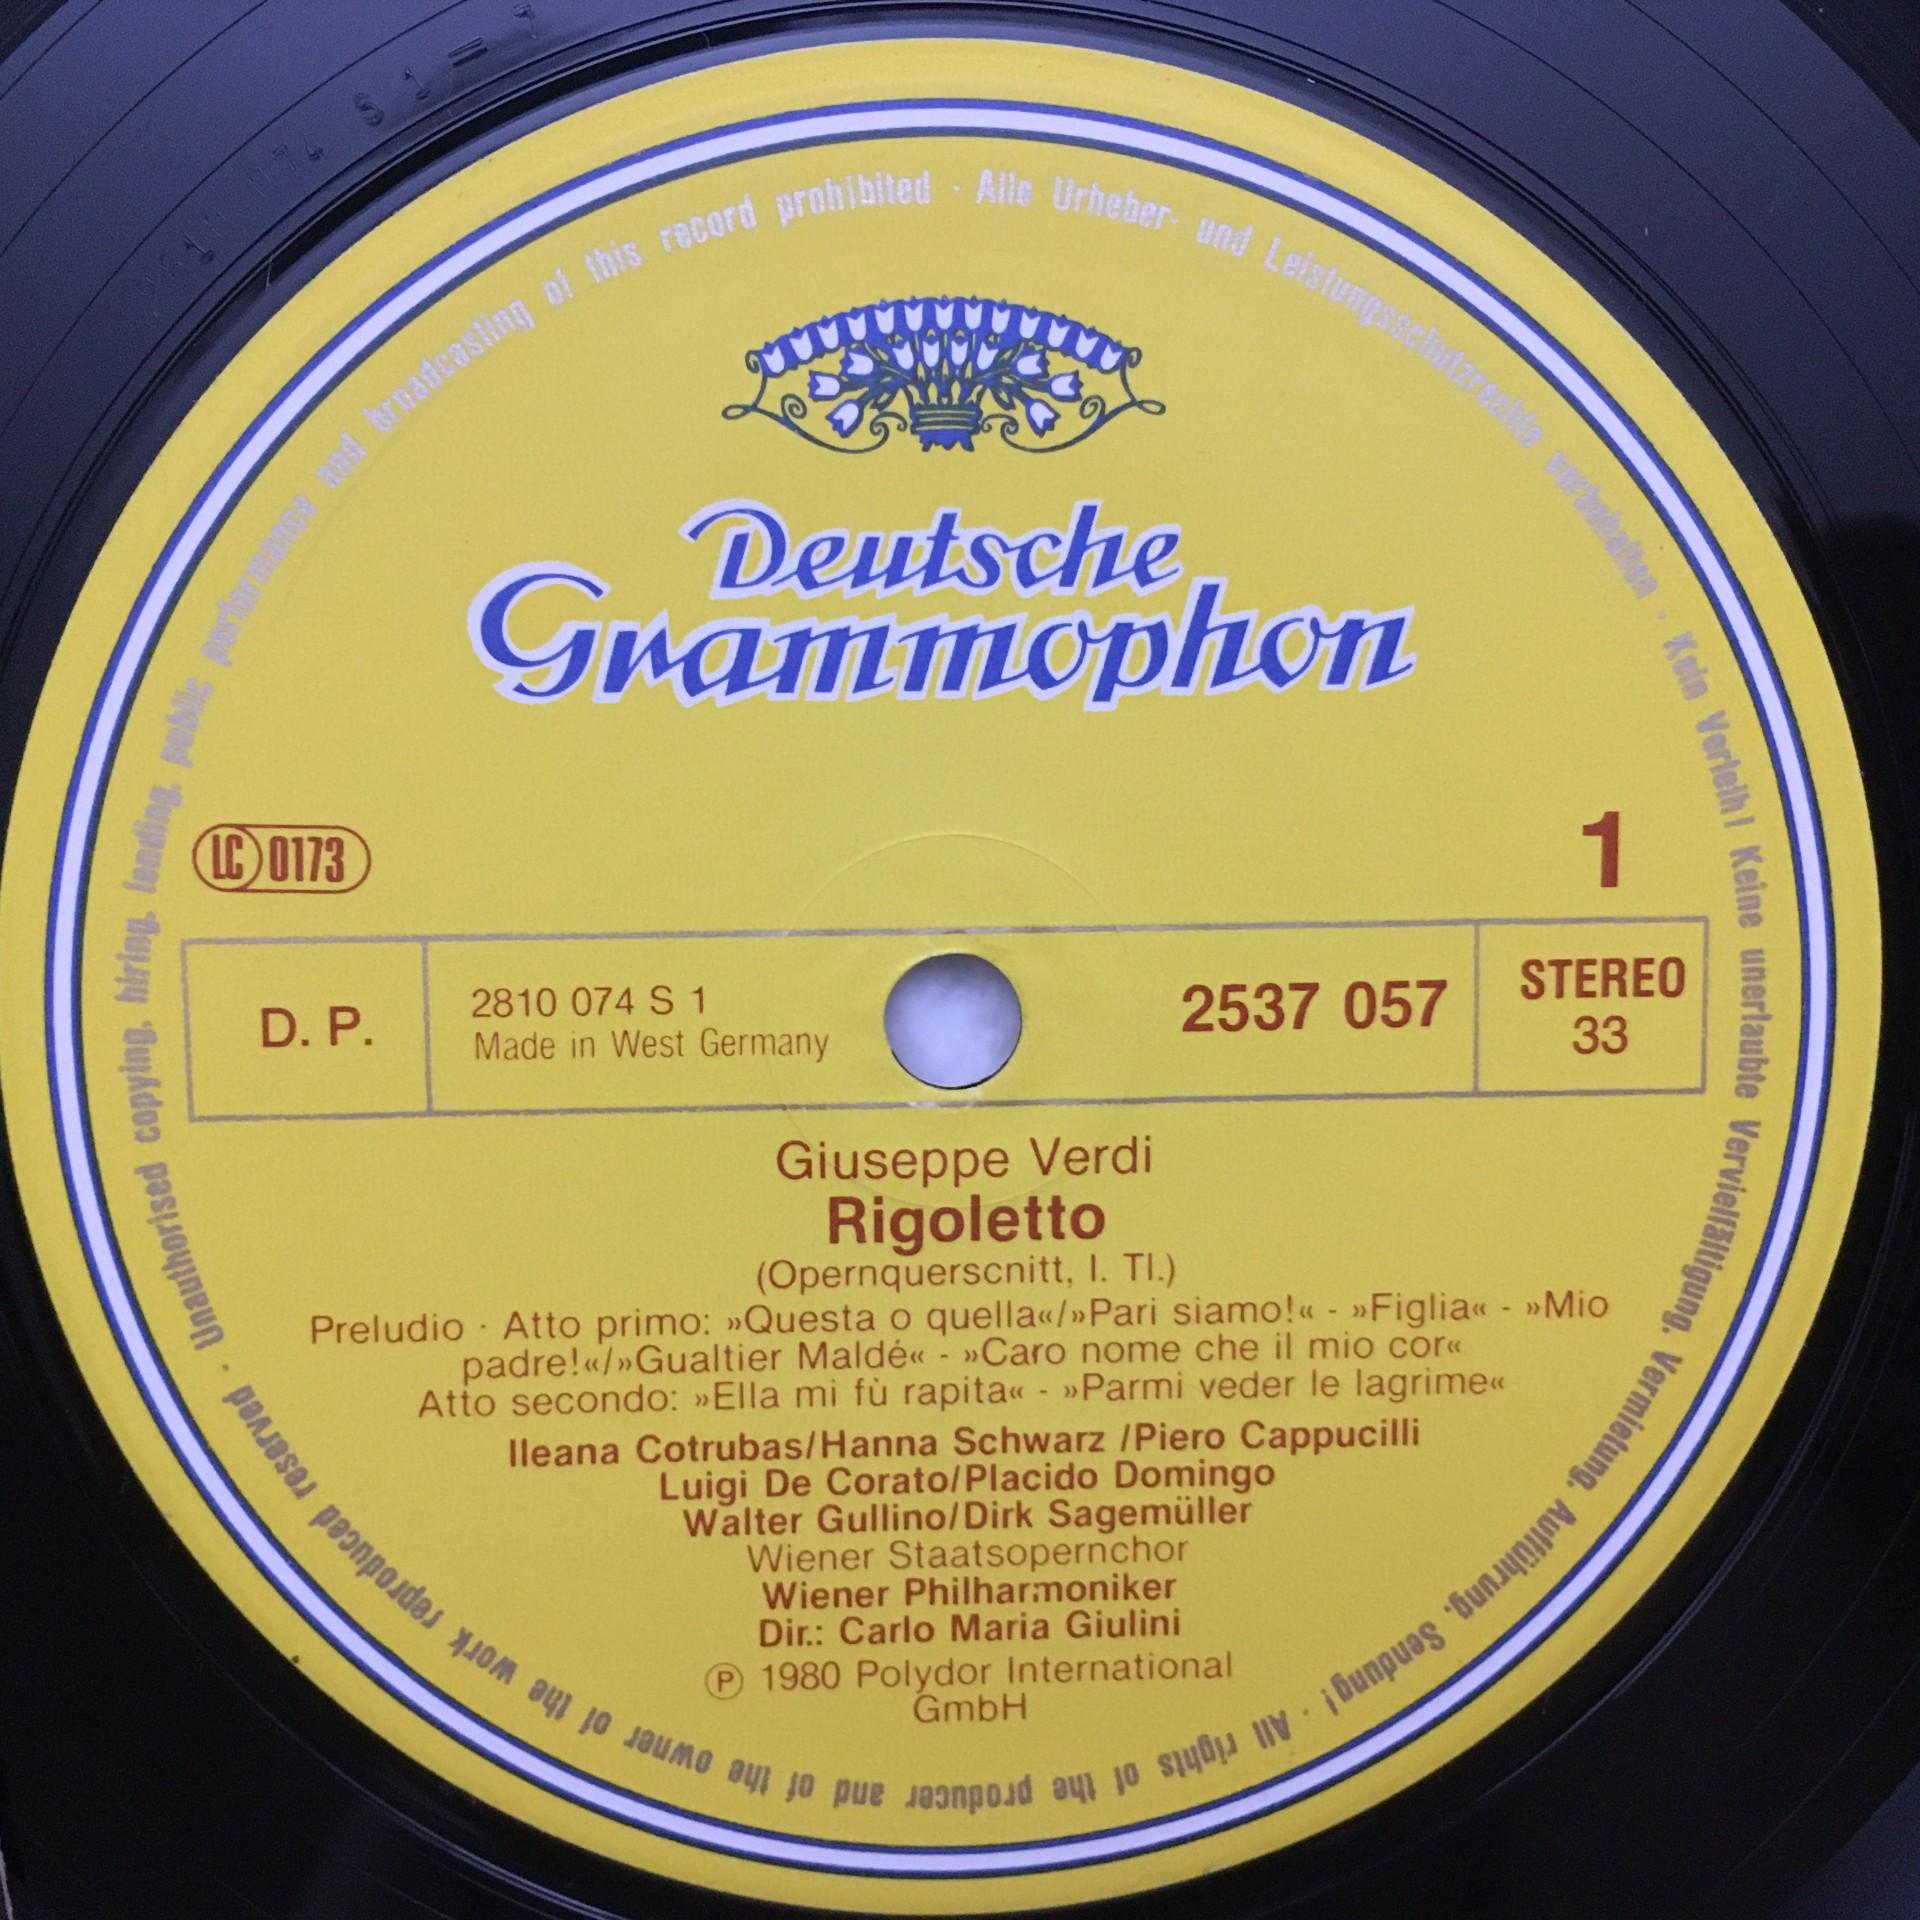 S 1 = 1
Deutsche
Grammophon
LC 0173
1
D. P.
2810 074 S 1
Made in West Germany
2537 057
STEREO
33
Giuseppe Verdi
Rigoletto
(Opernquerscnitt, I. Tl.)
Preludio · Atto primo: »Questa o quella«/»Pari siamo!« - »Figlia« - »Mio
padre!«/»Gualtier Maldé« - »Caro nome che il mio cor«
Atto secondo: »Ella mi fù rapita« - »Parmi veder le lagrime«
Ileana Cotrubas/Hanna Schwarz /Piero Cappucilli
Luigi De Corato/Placido Domingo
Walter Gullino/Dirk Sagemüller
Wiener Staatsopernchor
Wiener Philharmoniker
Dir.: Carlo Maria Giulini
Ⓟ 1980 Polydor International
GmbH
Alle Urheber- und Leistungsschutzrechte vorbehalten · Kein Verleih! Keine unerlaubte Vervielfältigung, Vermietung, Aufführung, Sendung! · All rights of the producer and of the owner of the work reproduced reserved · Unauthorised copying, hiring, lending, public performance and broadcasting of this record prohibited ·